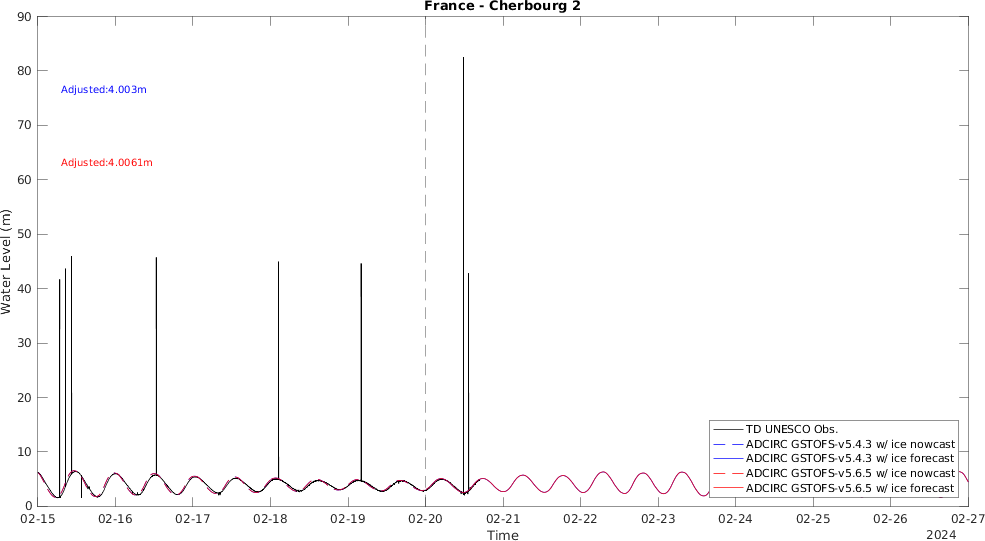 France - Cherbourg 2
90
80
70
60
50
40
30
20
10
0
Water Level (m)
Adjusted:4.003m
Adjusted:4.0061m
TD UNESCO Obs.
ADCIRC GSTOFS-v5.4.3 w/ ice nowcast
ADCIRC GSTOFS-v5.4.3 w/ ice forecast
ADCIRC GSTOFS-v5.6.5 w/ ice nowcast
ADCIRC GSTOFS-v5.6.5 w/ ice forecast
02-15 02-16 02-17 02-18 02-19 02-20 02-21 02-22 02-23 02-24 02-25 02-26 02-27
Time
2024